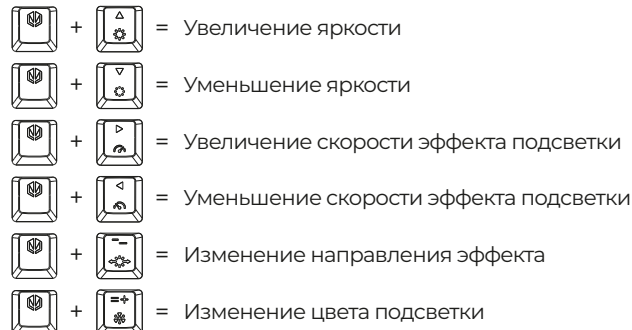 + = Увеличение яркости
+ = Уменьшение яркости
+ = Увеличение скорости эффекта подсветки
+ = Уменьшение скорости эффекта подсветки
+ = Изменение направления эффекта
+ = Изменение цвета подсветки